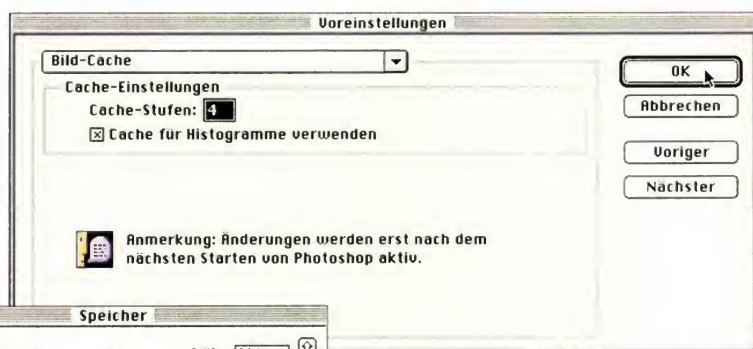 Voreinstellungen
Bild-Cache
Cache-Einstellungen
Cache-Stufen: 4
Cache für Histogramme verwenden
OK
Abbrechen
Voriger
Nächster
Anmerkung: Änderungen werden erst nach dem
nächsten Starten von Photoshop aktiv.
Speicher